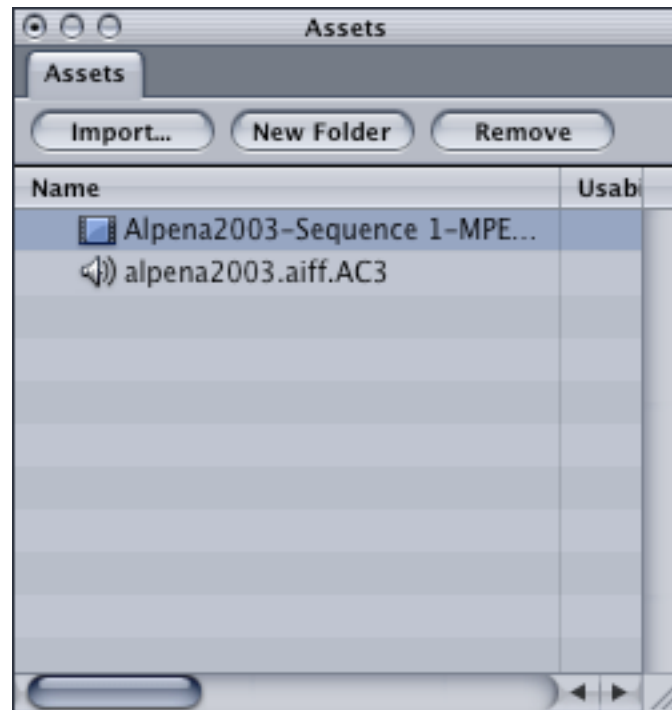 Assets
Assets
Import... New Folder Remove
Name Usabi
Alpena2003-Sequence 1-MPE...
alpena2003.aiff.AC3